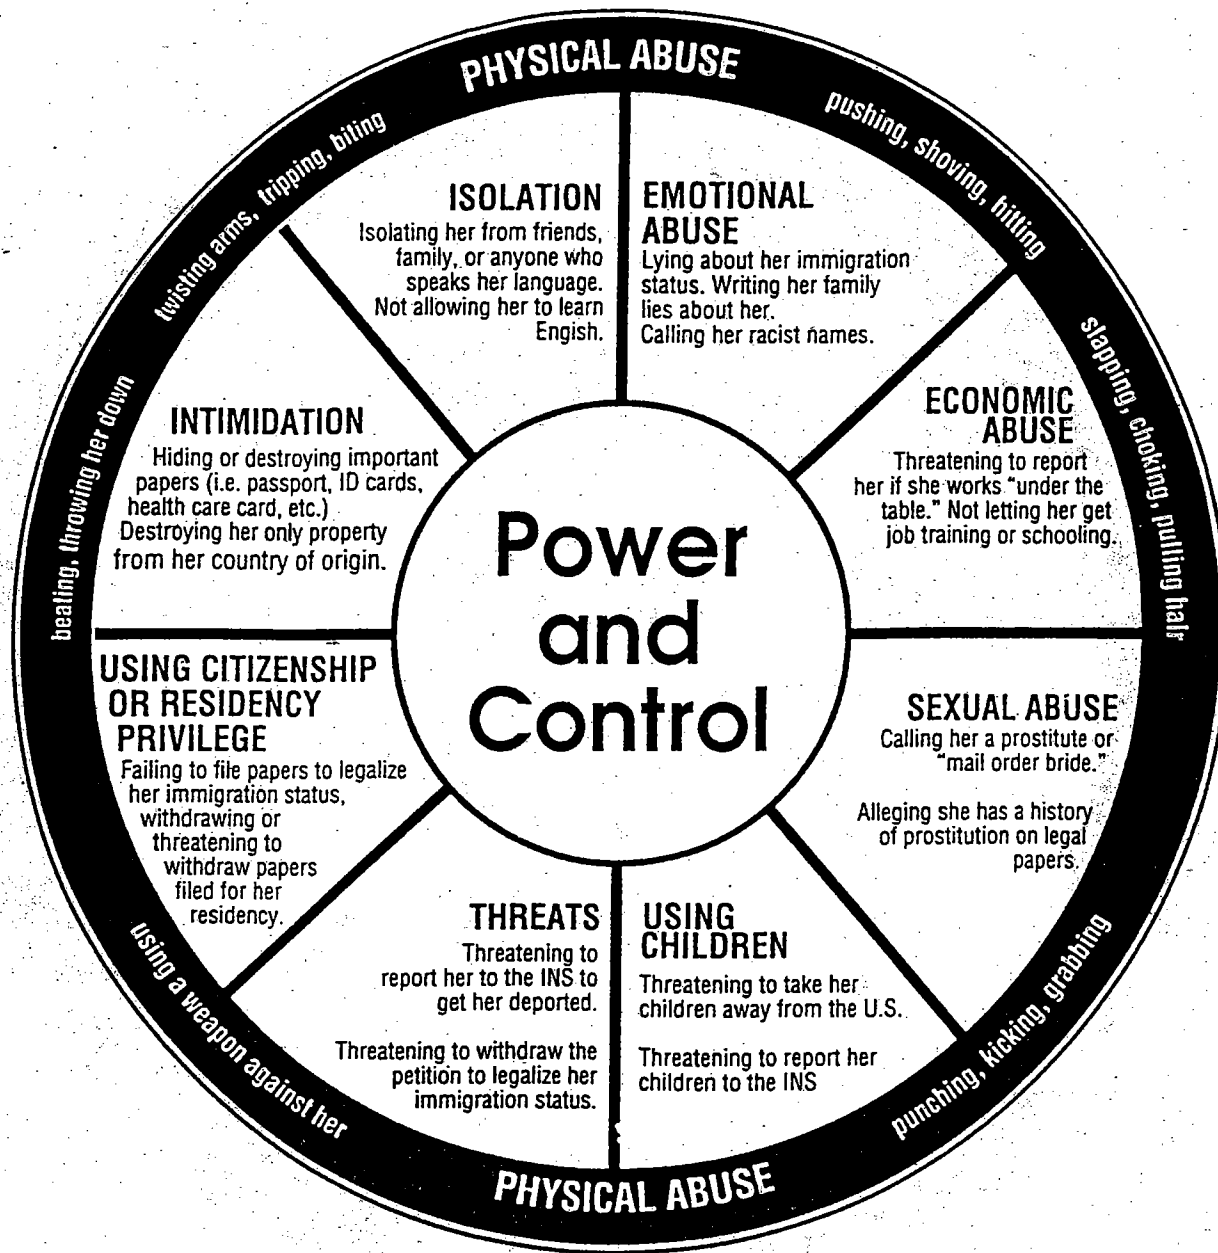 PHYSICAL ABUSE
pushing, shoving, hitting
slapping, choking, pulling hair
punching, kicking, grabbing
PHYSICAL ABUSE
using a weapon against her
beating, throwing her down
twisting arms, tripping, biting
ISOLATION
Isolating her from friends,
family, or anyone who
speaks her language.
Not allowing her to learn
Engish.
EMOTIONAL
ABUSE
Lying about her immigration
status. Writing her family
lies about her.
Calling her racist names.
ECONOMIC
ABUSE
Threatening to report
her if she works "under the
table." Not letting her get
job training or schooling.
SEXUAL ABUSE
Calling her a prostitute or
"mail order bride."
Alleging she has a history
of prostitution on legal
papers.
USING
CHILDREN
Threatening to take her
children away from the U.S.
Threatening to report her
children to the INS
THREATS
Threatening to
report her to the INS to
get her deported.
Threatening to withdraw the
petition to legalize her
immigration status.
USING CITIZENSHIP
OR RESIDENCY
PRIVILEGE
Failing to file papers to legalize
her immigration status,
withdrawing or
threatening to
withdraw papers
filed for her
residency.
INTIMIDATION
Hiding or destroying important
papers (i.e. passport, ID cards,
health care card, etc.)
Destroying her only property
from her country of origin.
Power
and
Control